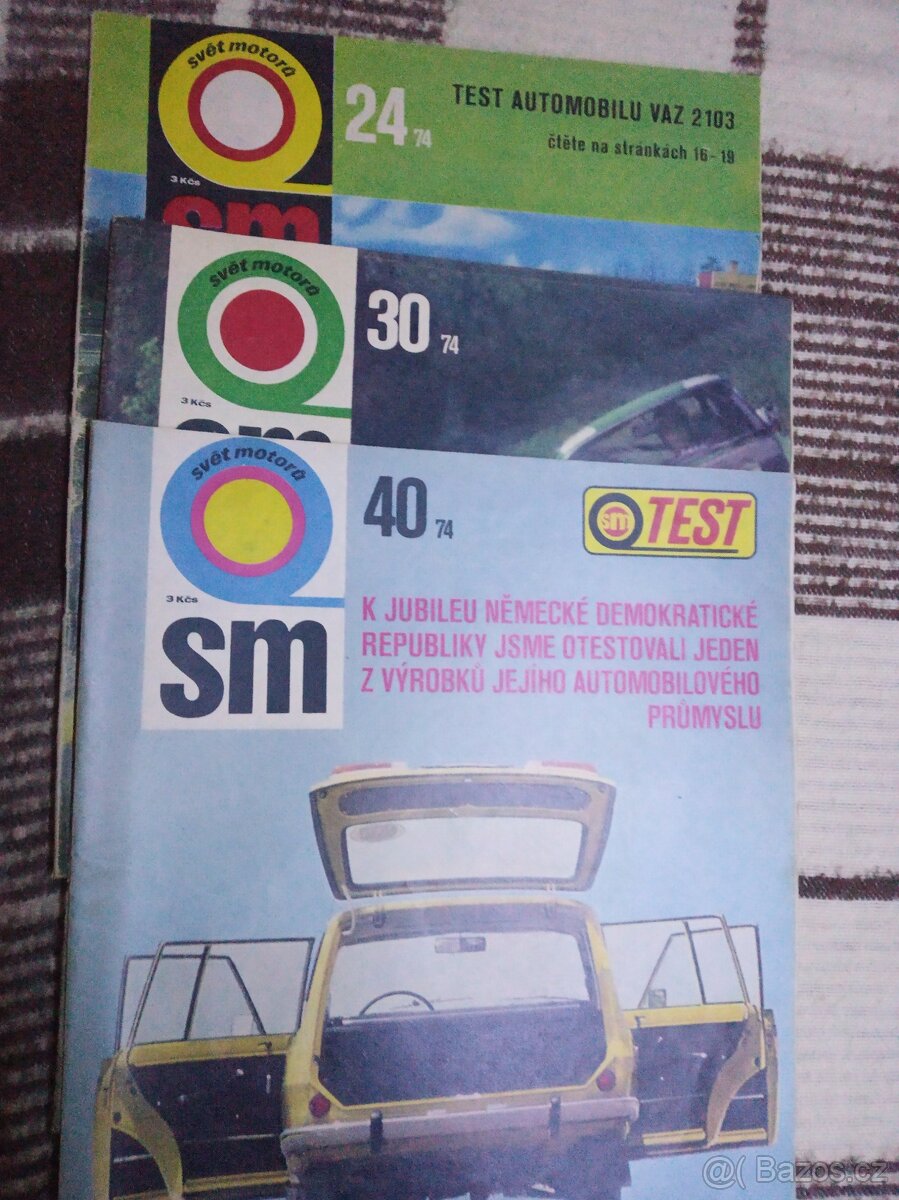 svět motorů
24 74
TEST AUTOMOBILU VAZ 2103
čtěte na stránkách 16-19
3 Kčs
sm
svět motorů
30 74
3 Kčs
sm
svět motorů
40 74
sm TEST
3 Kčs
sm
K JUBILEU NĚMECKÉ DEMOKRATICKÉ
REPUBLIKY JSME OTESTOVALI JEDEN
Z VÝROBKŮ JEJÍHO AUTOMOBILOVÉHO
PRŮMYSLU
@( Bazos.cz